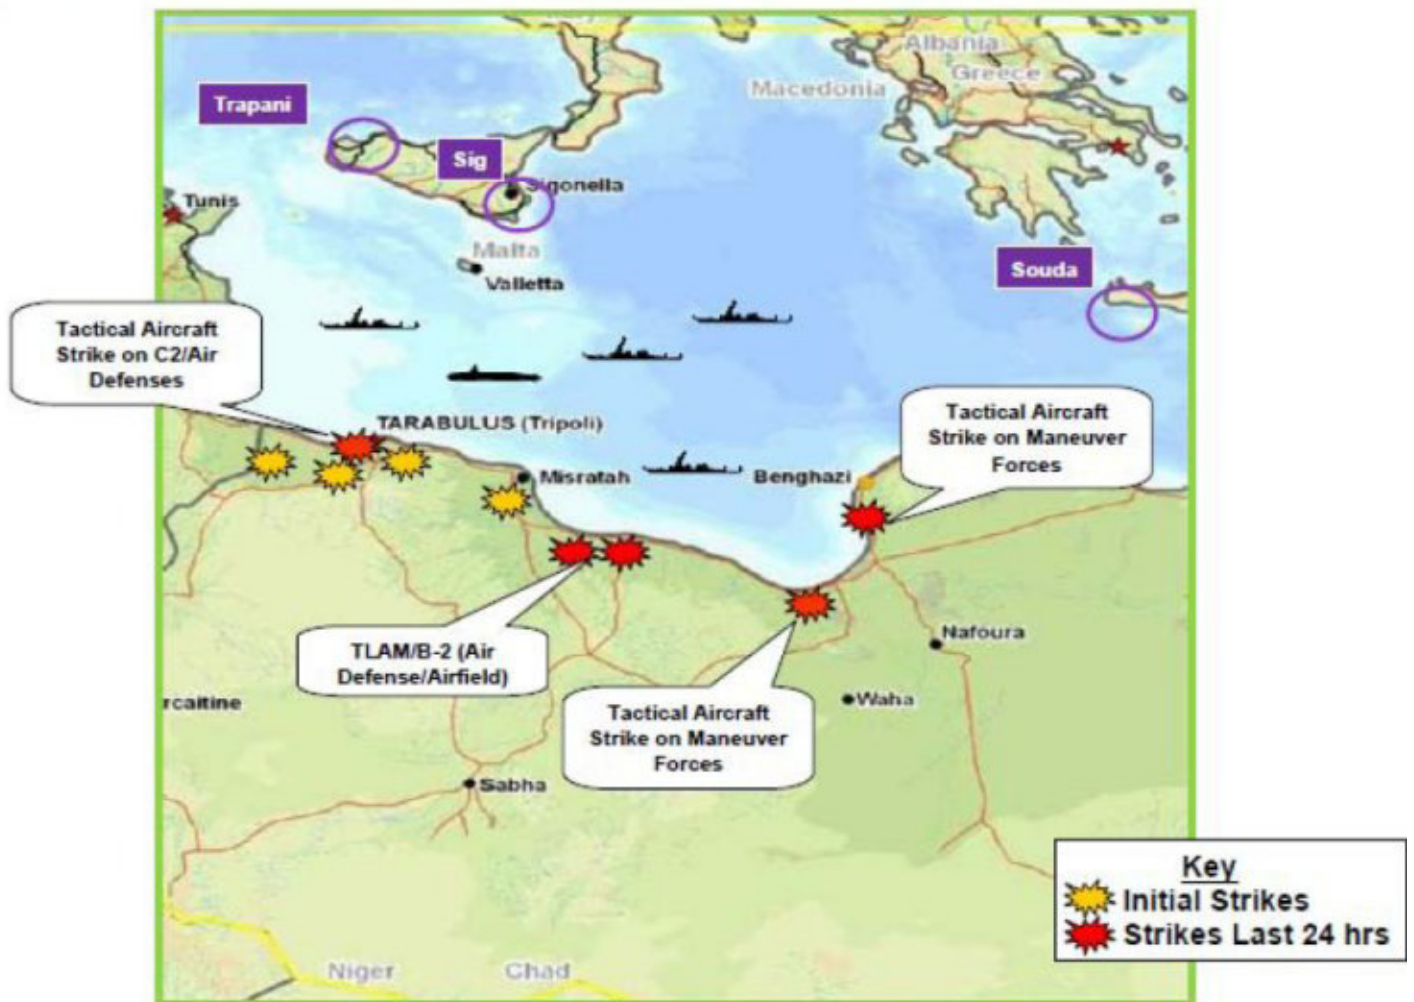 Albania
Greece
Macedonia
Trapani
Sig
Sigonella
Tunis
Malta
Valletta
Souda
Tactical Aircraft
Strike on C2/Air
Defenses
TARABULUS (Tripoli)
Misratah
Benghazi
Tactical Aircraft
Strike on Maneuver
Forces
TLAM/B-2 (Air
Defense/Airfield)
Nafoura
Waha
Tactical Aircraft
Strike on Maneuver
Forces
rcaitine
Sabha
Key
Initial Strikes
Strikes Last 24 hrs
Niger
Chad